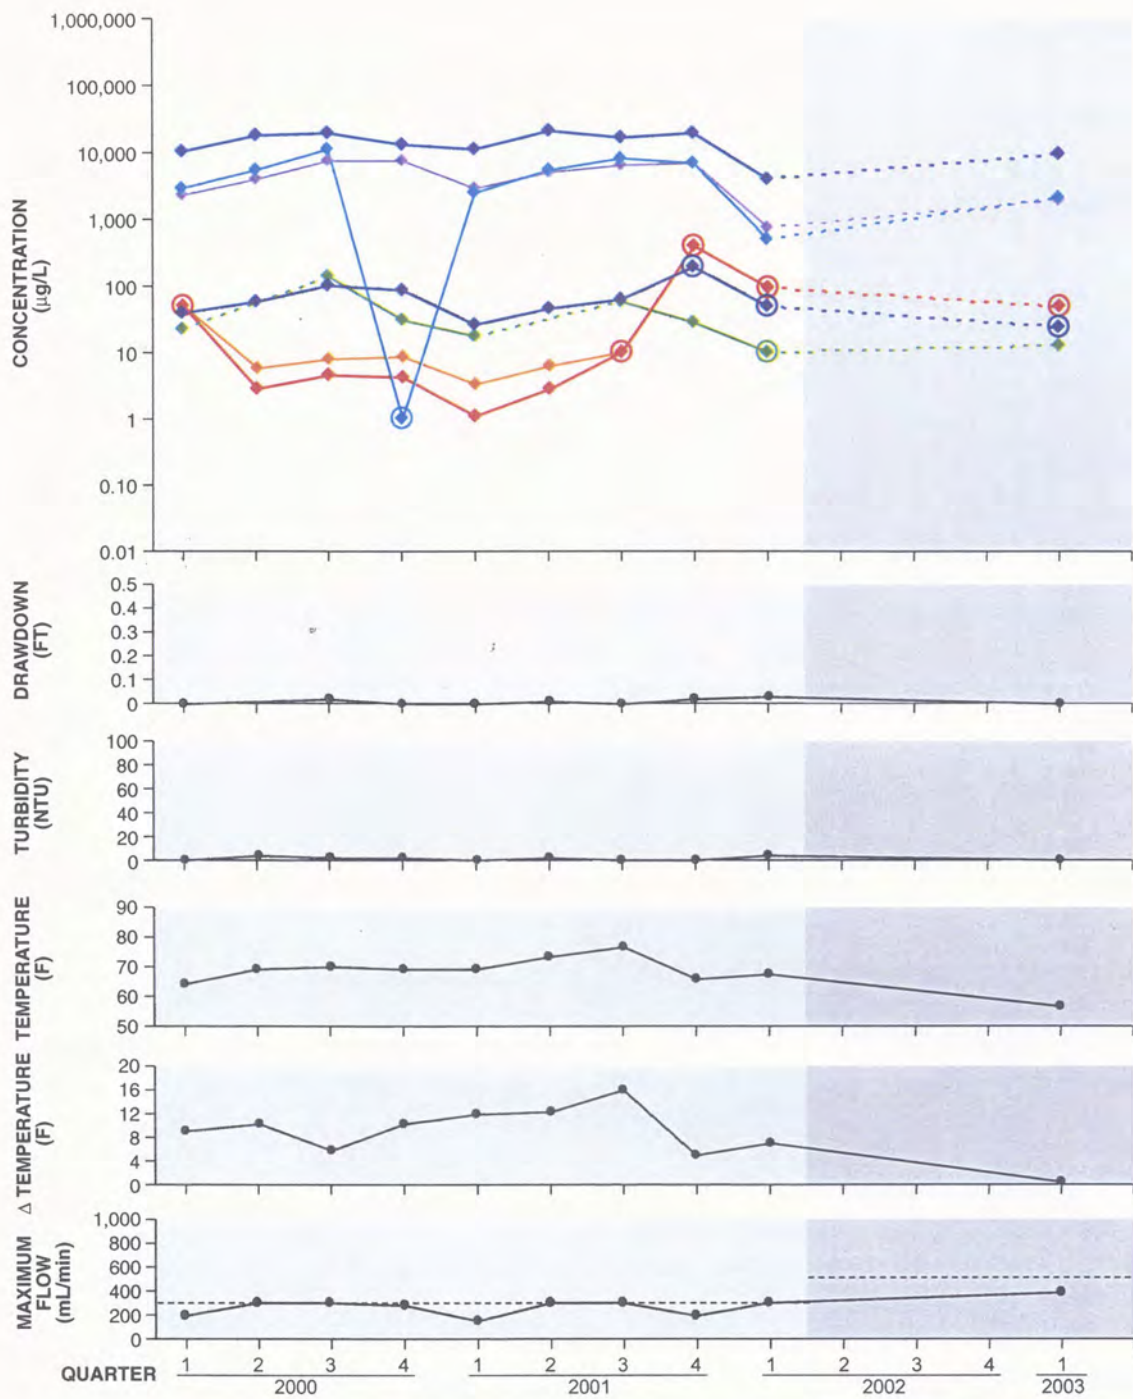 1,000,000
100,000
10,000
1,000
100
10
1
0.10
0.01
CONCENTRATION
(µg/L)
0.5
0.4
0.3
0.2
0.1
0
DRAWDOWN
(FT)
100
80
60
40
20
0
TURBIDITY
(NTU)
90
80
70
60
50
TEMPERATURE
(F)
20
16
12
8
4
0
Δ TEMPERATURE
(F)
1,000
800
600
400
200
0
MAXIMUM
FLOW
(mL/min)
QUARTER 1 2 3 4 1 2 3 4 1 2 3 4 1
2000 2001 2002 2003